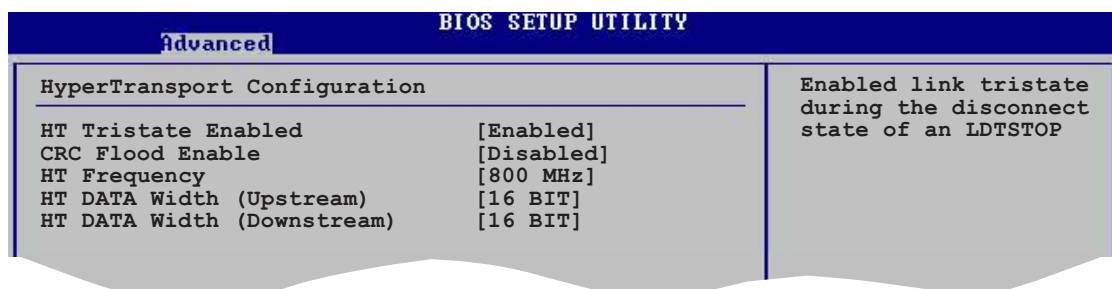 BIOS SETUP UTILITY
Advanced
HyperTransport Configuration
HT Tristate Enabled [Enabled]
CRC Flood Enable [Disabled]
HT Frequency [800 MHz]
HT DATA Width (Upstream) [16 BIT]
HT DATA Width (Downstream) [16 BIT]
Enabled link tristate
during the disconnect
state of an LDTSTOP